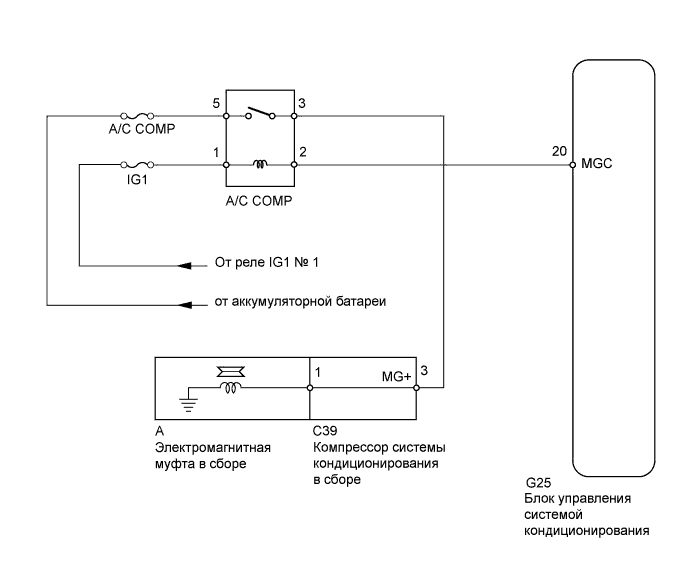 5
3
A/C COMP
1
2
20
MGC
IG1
A/C COMP
От реле IG1 № 1
от аккумуляторной батареи
1
MG+
3
A
Электромагнитная
муфта в сборе
C39
Компрессор системы
кондиционирования
в сборе
G25
Блок управления
системой
кондиционирования